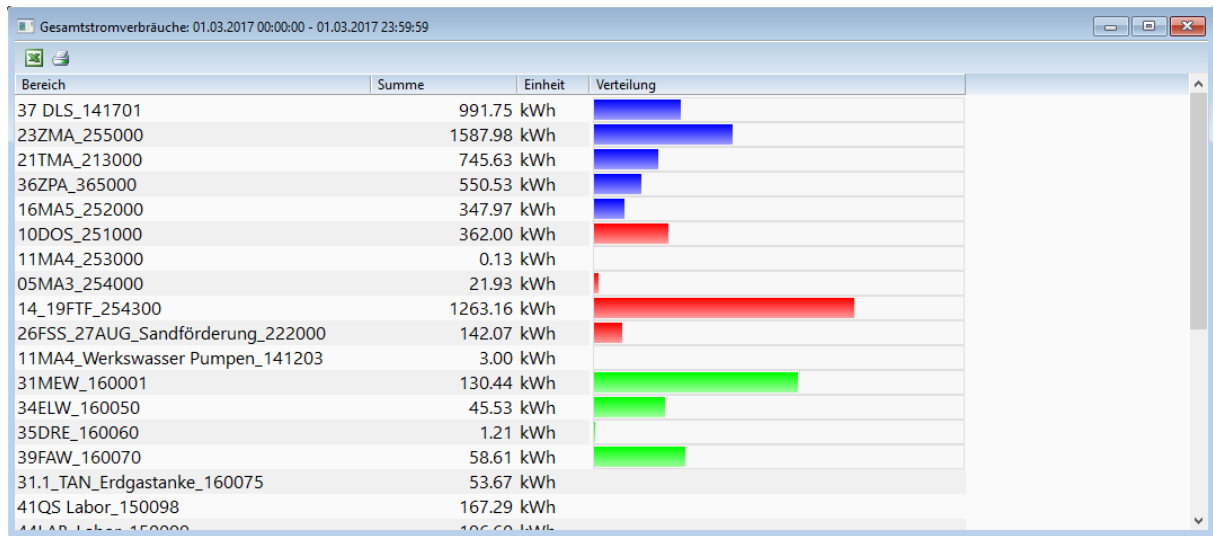 Gesamtstromverbräuche: 01.03.2017 00:00:00 - 01.03.2017 23:59:59
Bereich Summe Einheit Verteilung
37 DLS_141701 991.75 kWh
23ZMA_255000 1587.98 kWh
21TMA_213000 745.63 kWh
36ZPA_365000 550.53 kWh
16MA5_252000 347.97 kWh
10DOS_251000 362.00 kWh
11MA4_253000 0.13 kWh
05MA3_254000 21.93 kWh
14_19FTF_254300 1263.16 kWh
26FSS_27AUG_Sandförderung_222000 142.07 kWh
11MA4_Werkswasser Pumpen_141203 3.00 kWh
31MEW_160001 130.44 kWh
34ELW_160050 45.53 kWh
35DRE_160060 1.21 kWh
39FAW_160070 58.61 kWh
31.1_TAN_Erdgastanke_160075 53.67 kWh
41QS Labor_150098 167.29 kWh